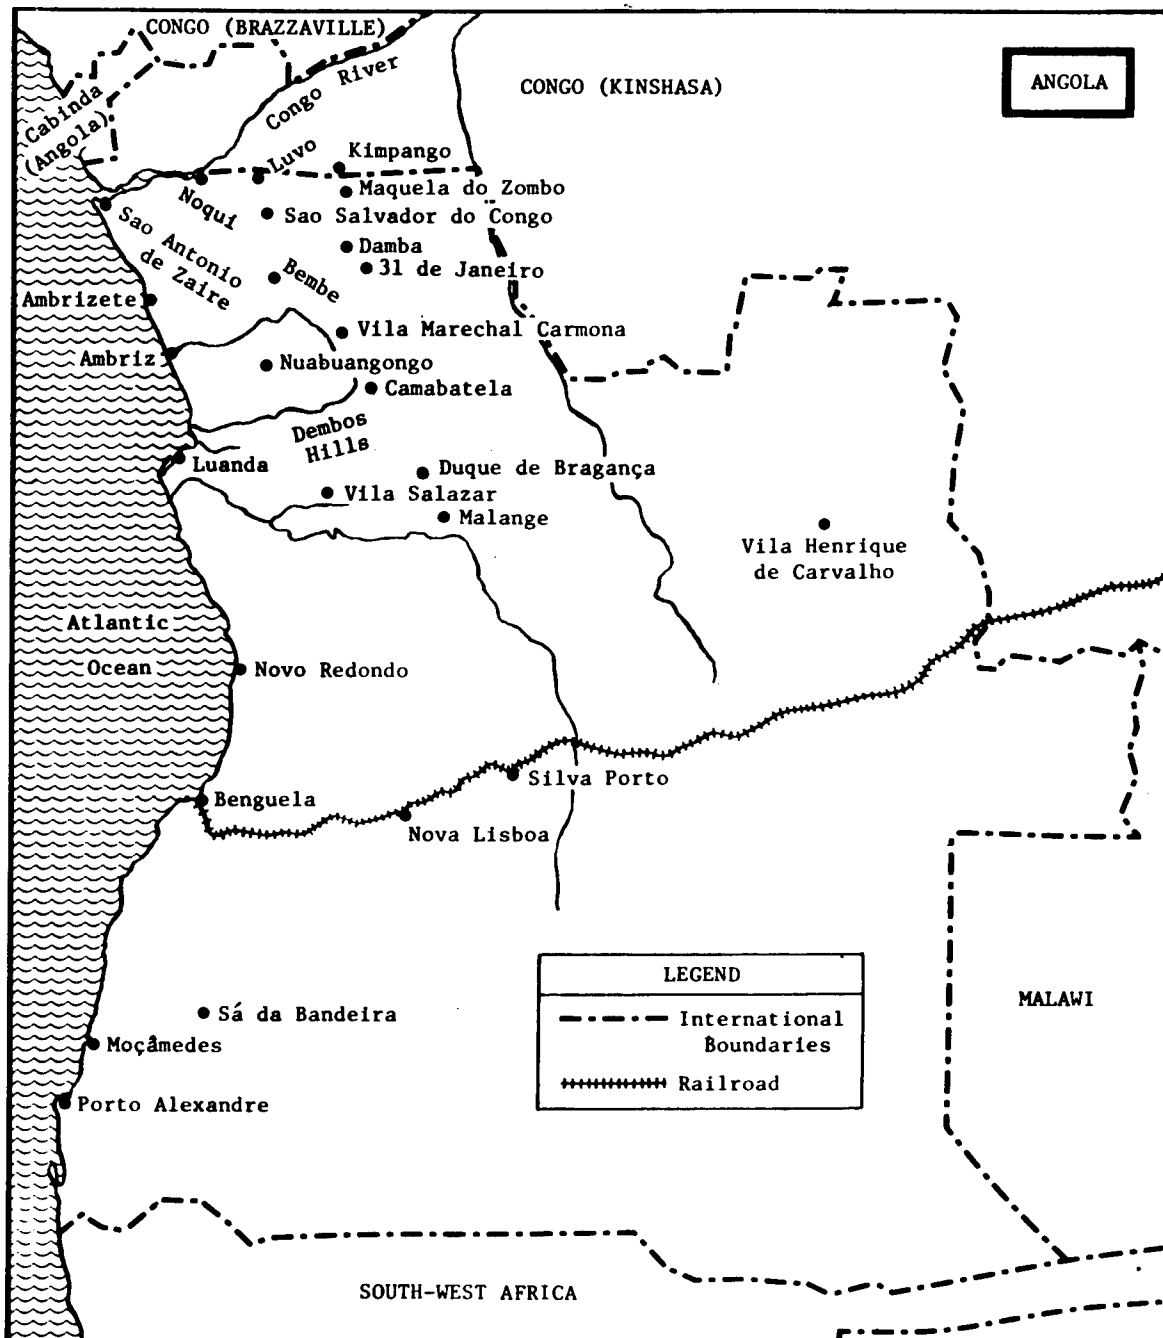 CONGO (BRAZZAVILLE)
CONGO (KINSHASA)
ANGOLA
Cabinda
(Angola)
Congo River
Luvo
Kimpango
Noqui
Maquela do Zombo
Sao Salvador do Congo
Sao Antonio
de Zaire
Damba
31 de Janeiro
Bembe
Ambrizete
Vila Marechal Carmona
Ambriz
Nuabuangongo
Camabatela
Dembos
Hills
Luanda
Duque de Bragança
Vila Salazar
Malange
Vila Henrique
de Carvalho
Atlantic
Ocean
Novo Redondo
Silva Porto
Benguela
Nova Lisboa
LEGEND
International
Boundaries
Railroad
MALAWI
Sá da Bandeira
Moçâmedes
Porto Alexandre
SOUTH-WEST AFRICA